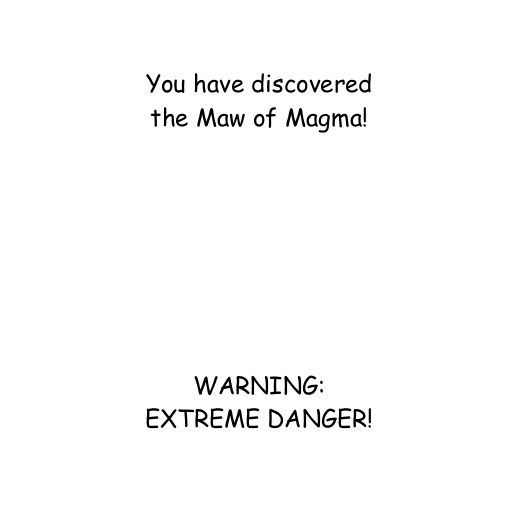 You have discovered
the Maw of Magma!
WARNING:
EXTREME DANGER!